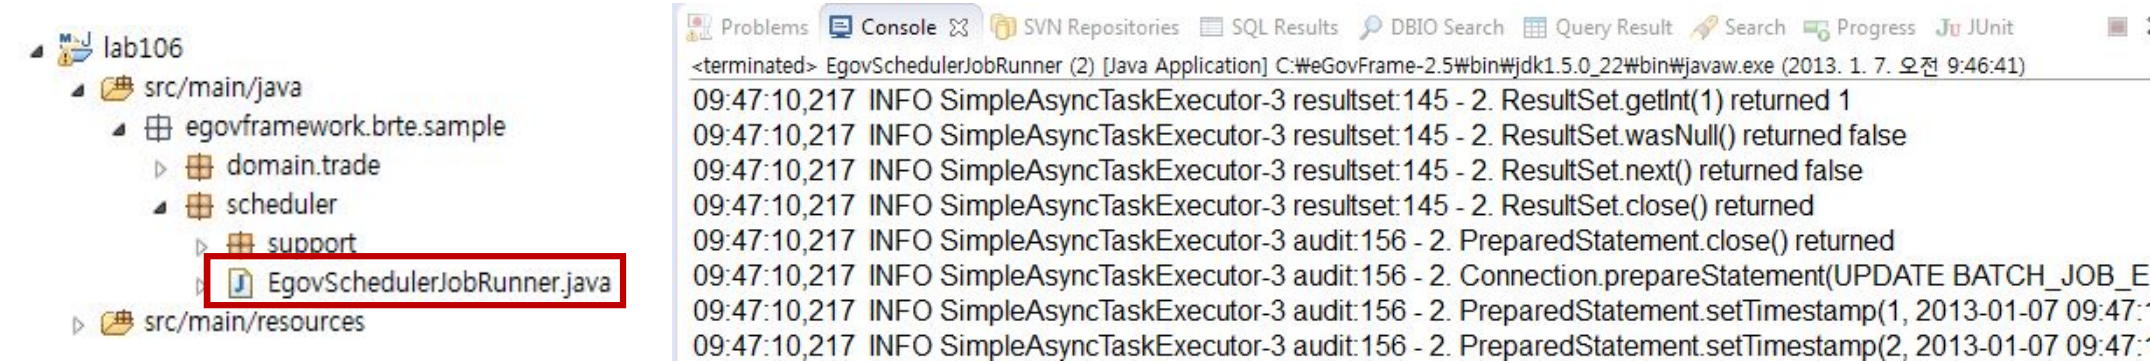 lab106
src/main/java
egovframework.brte.sample
domain.trade
scheduler
support
EgovSchedulerJobRunner.java
src/main/resources
Problems Console SVN Repositories SQL Results DBIO Search Query Result Search Progress JUnit
<terminated> EgovSchedulerJobRunner (2) [Java Application] C:₩eGovFrame-2.5₩bin₩jdk1.5.0_22₩bin₩javaw.exe (2013. 1. 7. 오전 9:46:41)
09:47:10,217 INFO SimpleAsyncTaskExecutor-3 resultset:145 - 2. ResultSet.getInt(1) returned 1
09:47:10,217 INFO SimpleAsyncTaskExecutor-3 resultset:145 - 2. ResultSet.wasNull() returned false
09:47:10,217 INFO SimpleAsyncTaskExecutor-3 resultset:145 - 2. ResultSet.next() returned false
09:47:10,217 INFO SimpleAsyncTaskExecutor-3 resultset:145 - 2. ResultSet.close() returned
09:47:10,217 INFO SimpleAsyncTaskExecutor-3 audit:156 - 2. PreparedStatement.close() returned
09:47:10,217 INFO SimpleAsyncTaskExecutor-3 audit:156 - 2. Connection.prepareStatement(UPDATE BATCH_JOB_E
09:47:10,217 INFO SimpleAsyncTaskExecutor-3 audit:156 - 2. PreparedStatement.setTimestamp(1, 2013-01-07 09:47:
09:47:10,217 INFO SimpleAsyncTaskExecutor-3 audit:156 - 2. PreparedStatement.setTimestamp(2, 2013-01-07 09:47: